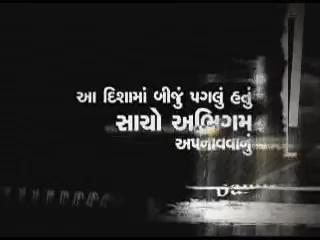 આ દિશામાં બીજું પગલું હતું
સાચો અભિગમ
અપનાવવાનું